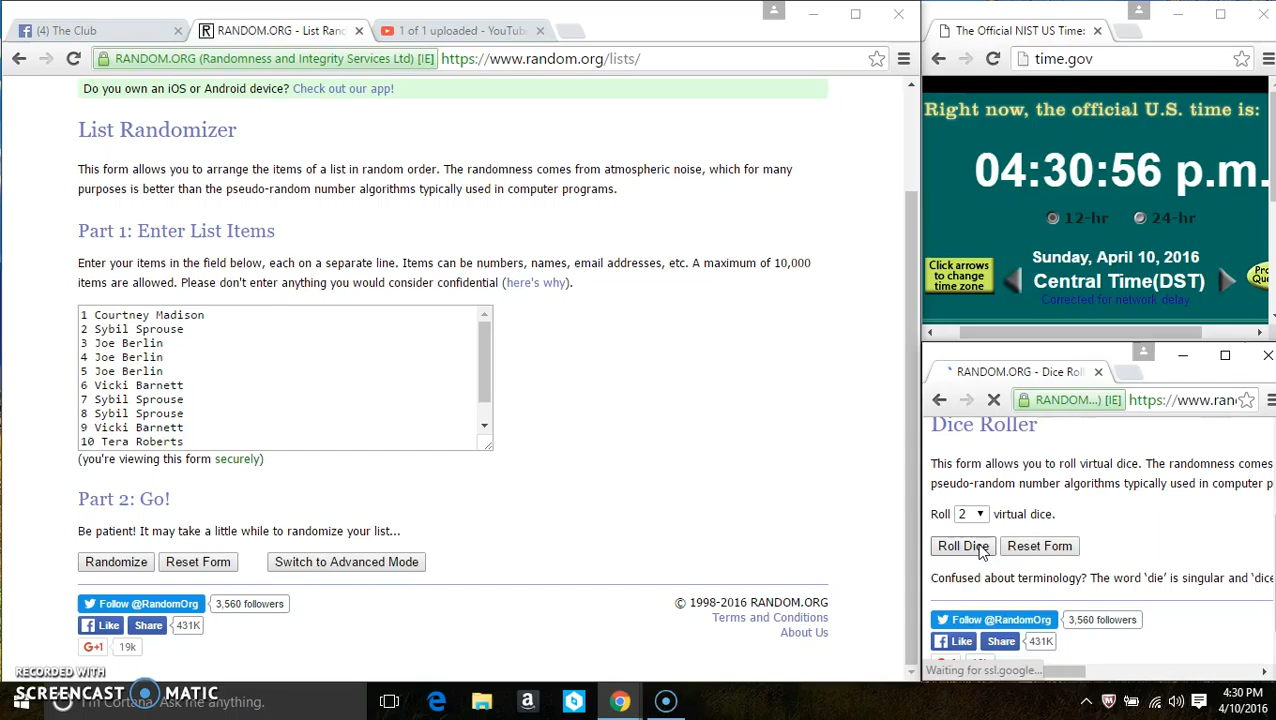 (4) The Club
RANDOM.ORG - List Ran
1 of 1 uploaded - YouTub
RANDOM.ORG (Randomness and Integrity Services Ltd) [IE]
https://www.random.org/lists/
Do you own an iOS or Android device? Check out our app!
List Randomizer
This form allows you to arrange the items of a list in random order. The randomness comes from atmospheric noise, which for many
purposes is better than the pseudo-random number algorithms typically used in computer programs.
Part 1: Enter List Items
Enter your items in the field below, each on a separate line. Items can be numbers, names, email addresses, etc. A maximum of 10,000
items are allowed. Please don't enter anything you would consider confidential (here's why).
1 Courtney Madison
2 Sybil Sprouse
3 Joe Berlin
4 Joe Berlin
5 Joe Berlin
6 Vicki Barnett
7 Sybil Sprouse
8 Sybil Sprouse
9 Vicki Barnett
10 Tera Roberts
(you're viewing this form securely)
Part 2: Go!
Be patient! It may take a little while to randomize your list...
Randomize
Reset Form
Switch to Advanced Mode
Follow @RandomOrg
3,560 followers
Like
Share
431K
G+1
19k
© 1998-2016 RANDOM.ORG
Terms and Conditions
About Us
The Official NIST US Time:
time.gov
Right now, the official U.S. time is:
04:30:56 p.m.
12-hr
24-hr
Sunday, April 10, 2016
Click arrows
to change
time zone
Central Time(DST)
Corrected for network delay
RANDOM.ORG - Dice Roll
RANDOM...) [IE]
https://www.ran
Dice Roller
This form allows you to roll virtual dice. The randomness comes
pseudo-random number algorithms typically used in computer p
Roll 2 virtual dice.
Roll Dice
Reset Form
Confused about terminology? The word 'die' is singular and 'dice
Follow @RandomOrg
3,560 followers
Like
Share
431K
Waiting for ssl.google...
RECORDED WITH
SCREENCAST MATIC
I'm Cortana. Ask me anything.
4:30 PM
4/10/2016